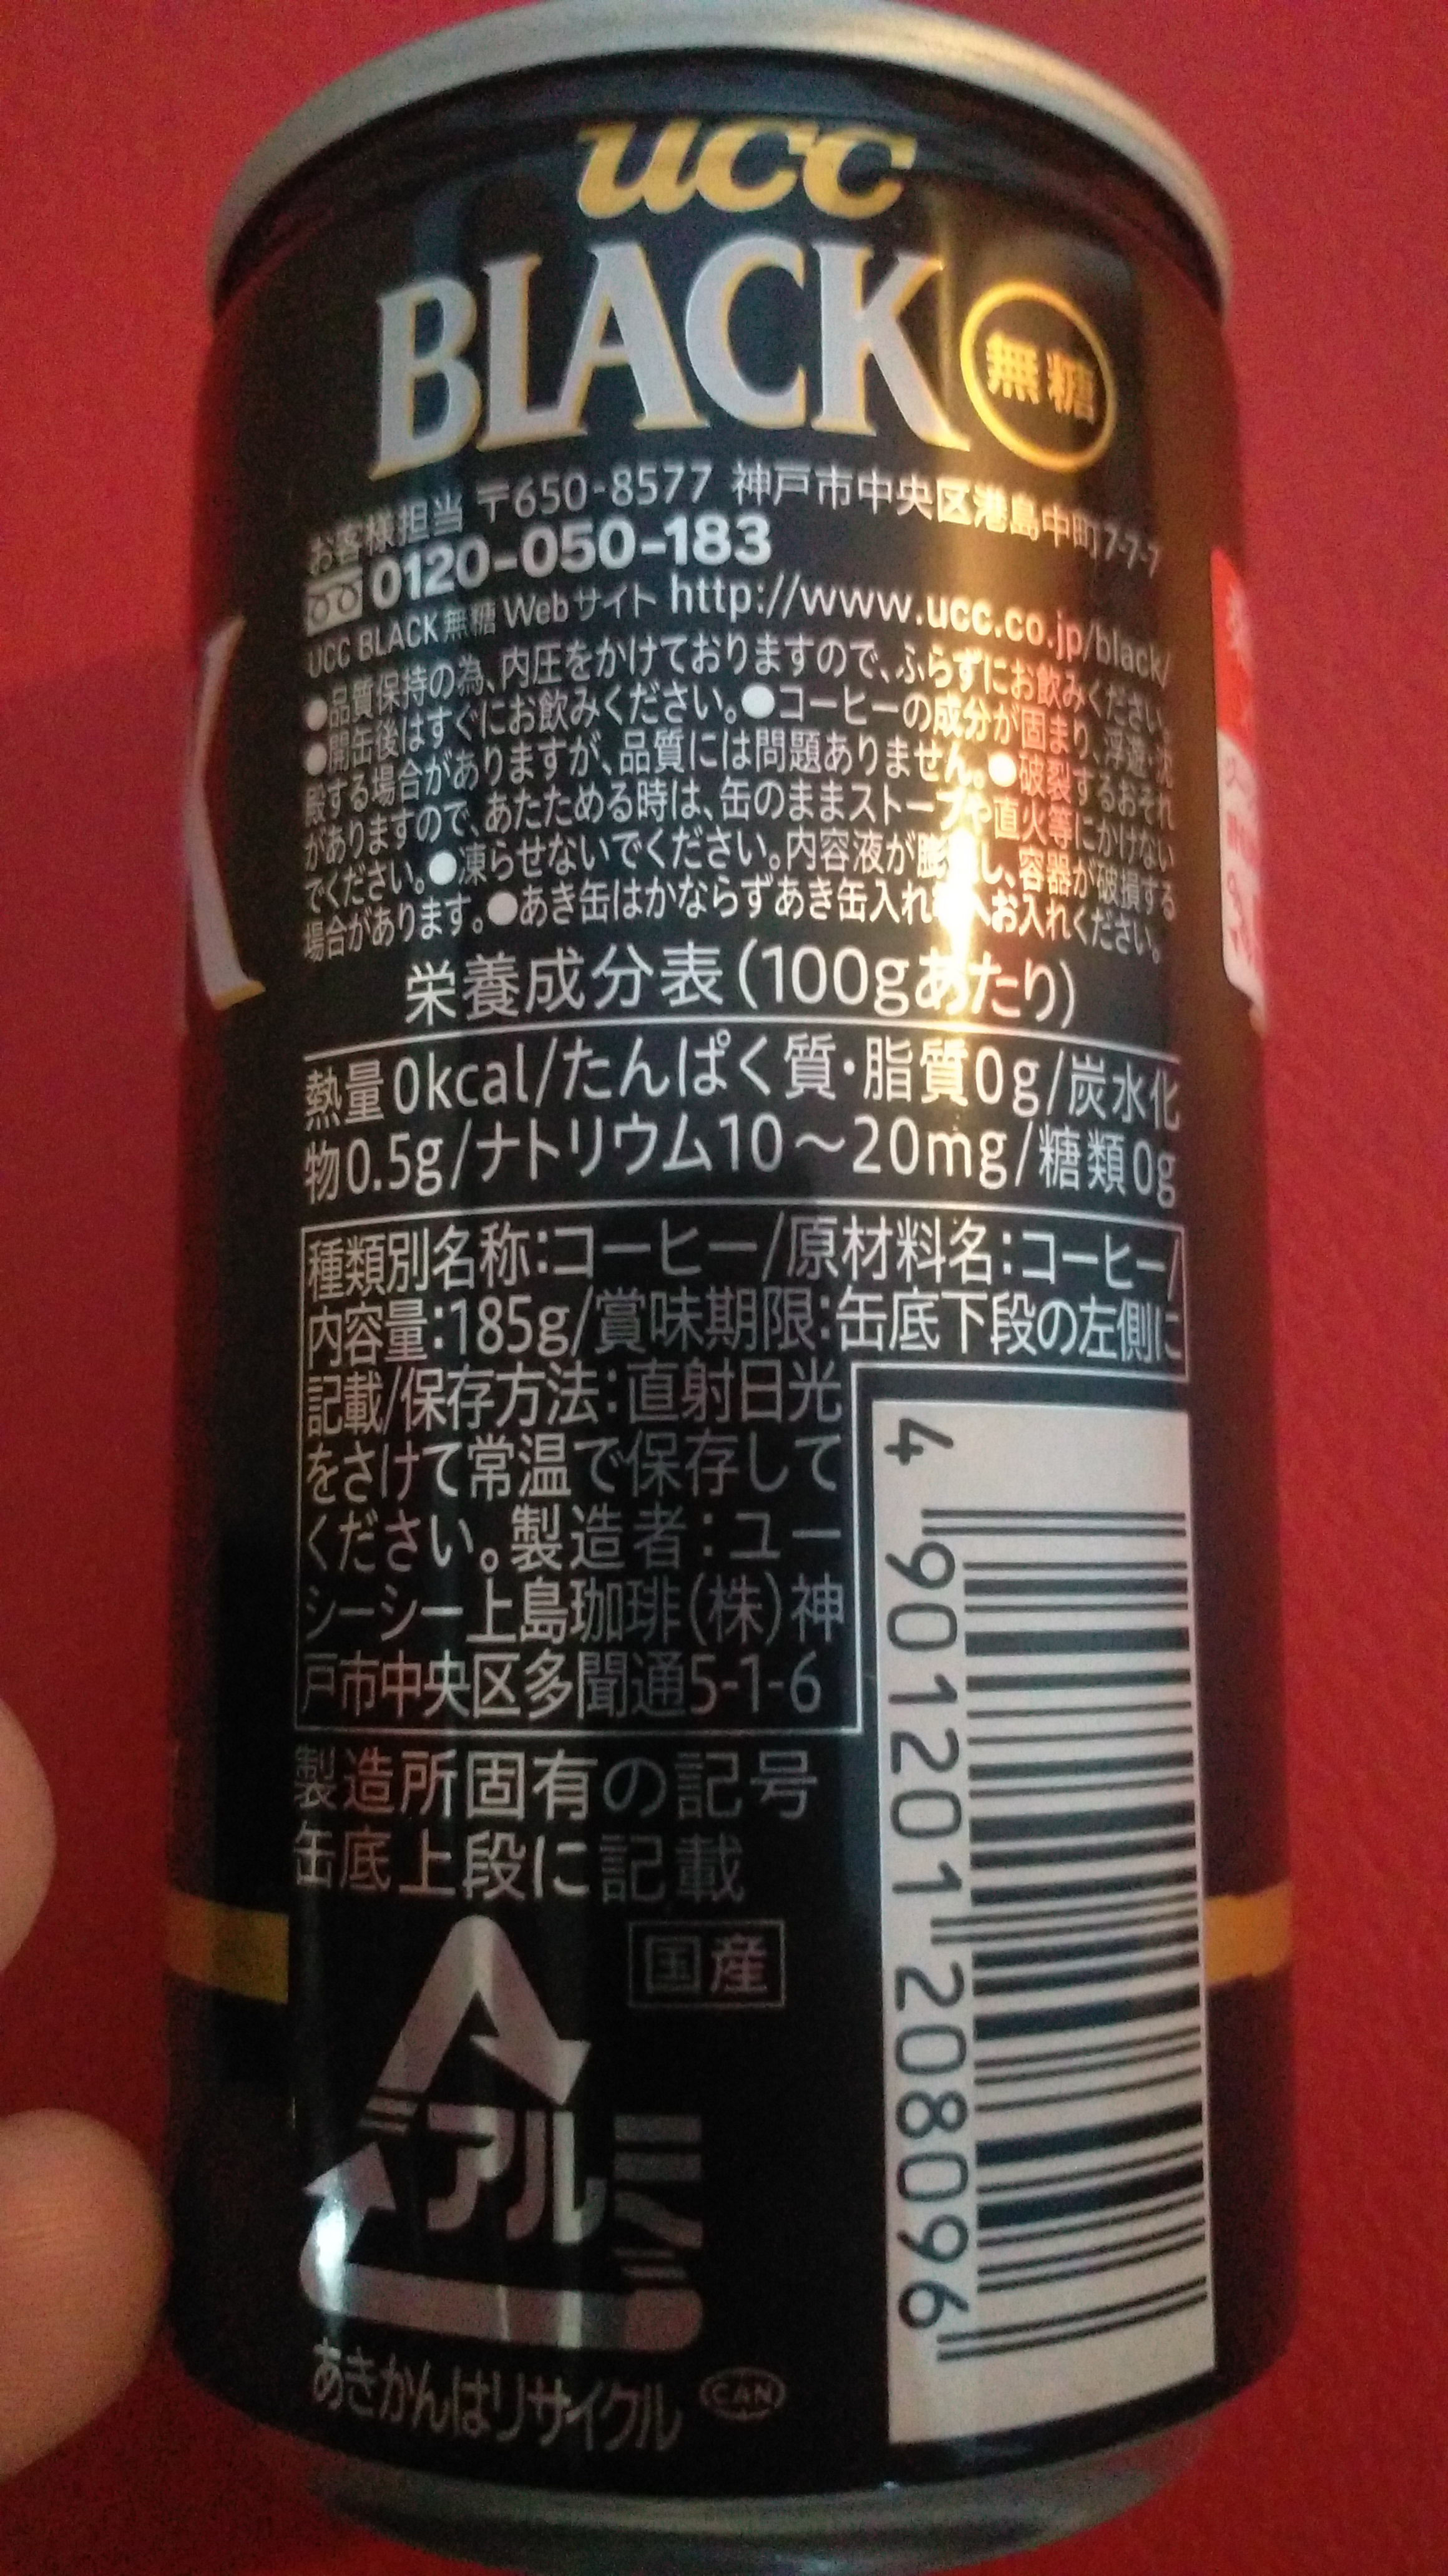 ucc
BLACK 無糖
お客様担当 〒650-8577 神戸市中央区港島中町7-7-7
0120-050-183
UCC BLACK無糖 Webサイト http://www.ucc.co.jp/black/
●品質保持の為、内圧をかけておりますので、ふらずにお飲みください。
●開缶後はすぐにお飲みください。●コーヒーの成分が固まり、浮遊・沈
殿する場合がありますが、品質には問題ありません。●破裂するおそれ
がありますので、あたためる時は、缶のままストーブや直火等にかけない
でください。●凍らせないでください。内容液が膨張し、容器が破損する
場合があります。●あき缶はかならずあき缶入れ等へお入れください。
栄養成分表(100gあたり)
熱量0kcal/たんぱく質・脂質0g/炭水化
物0.5g/ナトリウム10～20mg/糖類0g
種類別名称:コーヒー/原材料名:コーヒー/
内容量:185g/賞味期限:缶底下段の左側に
記載/保存方法:直射日光
をさけて常温で保存して
ください。製造者:ユー
シーシー上島珈琲(株)神
戸市中央区多聞通5-1-6
製造所固有の記号
缶底上段に記載
国産
アルミ
あきかんはリサイクル CAN
4 901201 208096